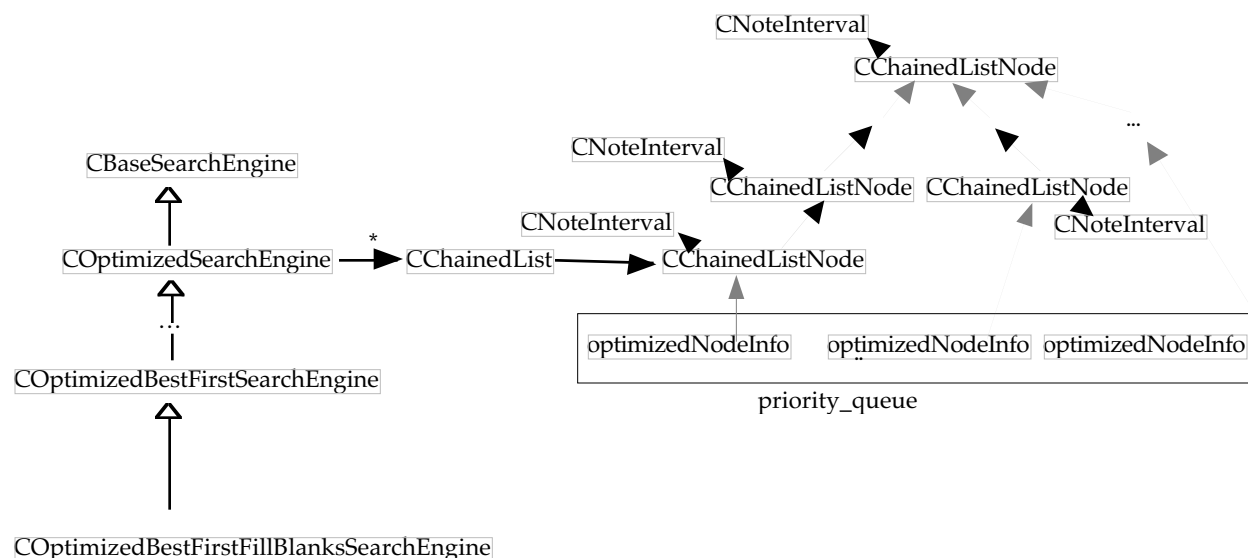 CNoteInterval
CChainedListNode
...
CNoteInterval
CBaseSearchEngine
CChainedListNode
CChainedListNode
CNoteInterval
CNoteInterval
*
COptimizedSearchEngine
CChainedList
CChainedListNode
...
optimizedNodeInfo
optimizedNodeInfo
optimizedNodeInfo
..
COptimizedBestFirstSearchEngine
priority_queue
COptimizedBestFirstFillBlanksSearchEngine